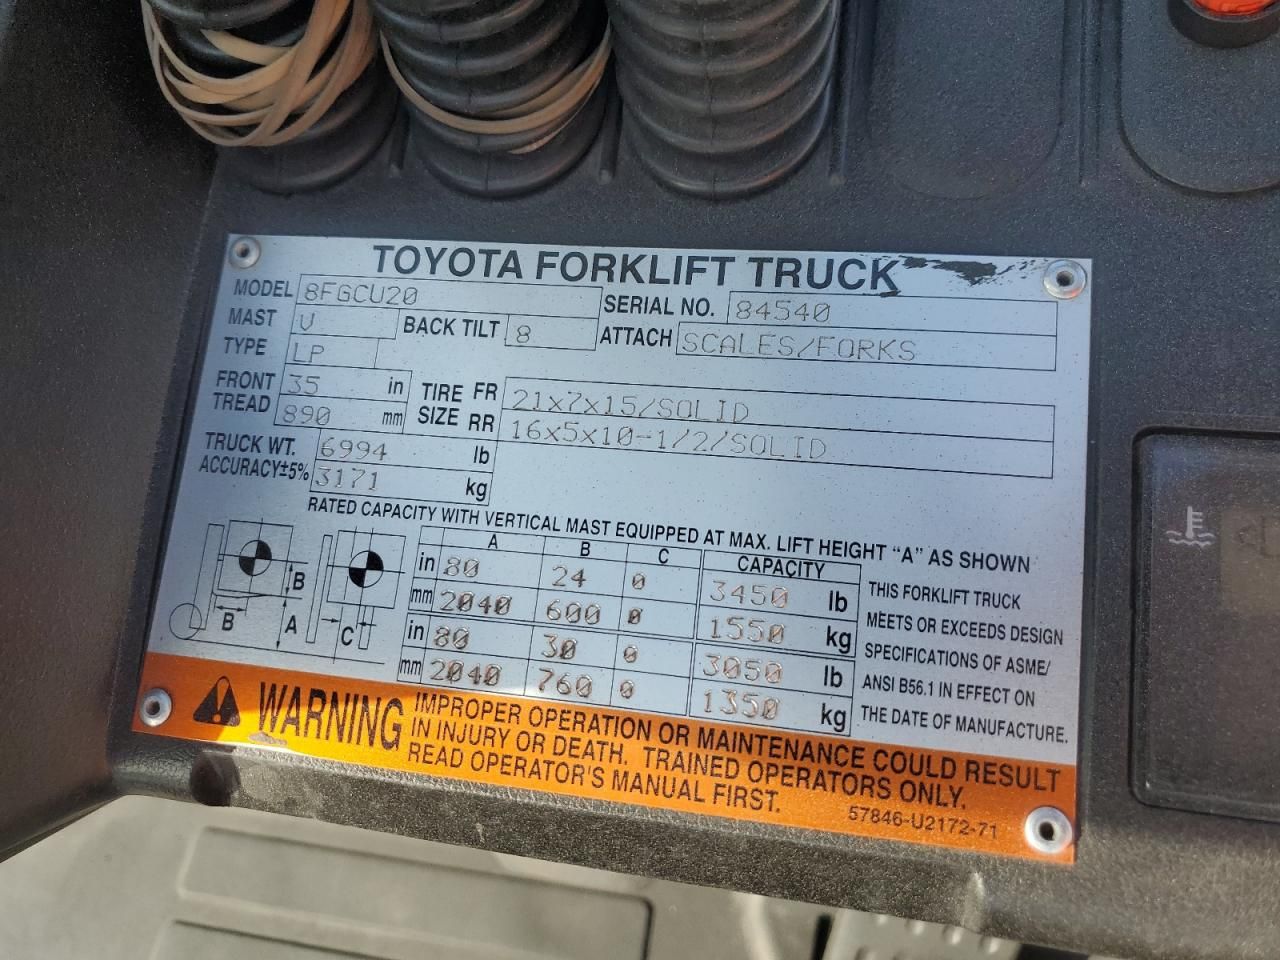 TOYOTA FORKLIFT TRUCK
MODEL 8FGCU20 SERIAL NO. 84540
MAST V BACK TILT 8 ATTACH SCALES/FORKS
TYPE LP
FRONT TREAD 35 in 890 mm
TIRE SIZE FR 21x7x15/SOLID
RR 16x5x10-1/2/SOLID
TRUCK WT. 6994 lb
ACCURACY±5% 3171 kg
RATED CAPACITY WITH VERTICAL MAST EQUIPPED AT MAX. LIFT HEIGHT "A" AS SHOWN
A B C CAPACITY
in 80 24 0 3450 lb
mm 2040 600 0 1550 kg
in 80 30 0 3050 lb
mm 2040 760 0 1350 kg
B B A C
THIS FORKLIFT TRUCK
MEETS OR EXCEEDS DESIGN
SPECIFICATIONS OF ASME/
ANSI B56.1 IN EFFECT ON
THE DATE OF MANUFACTURE.
WARNING
IMPROPER OPERATION OR MAINTENANCE COULD RESULT
IN INJURY OR DEATH. TRAINED OPERATORS ONLY.
READ OPERATOR'S MANUAL FIRST.
57846-U2172-71